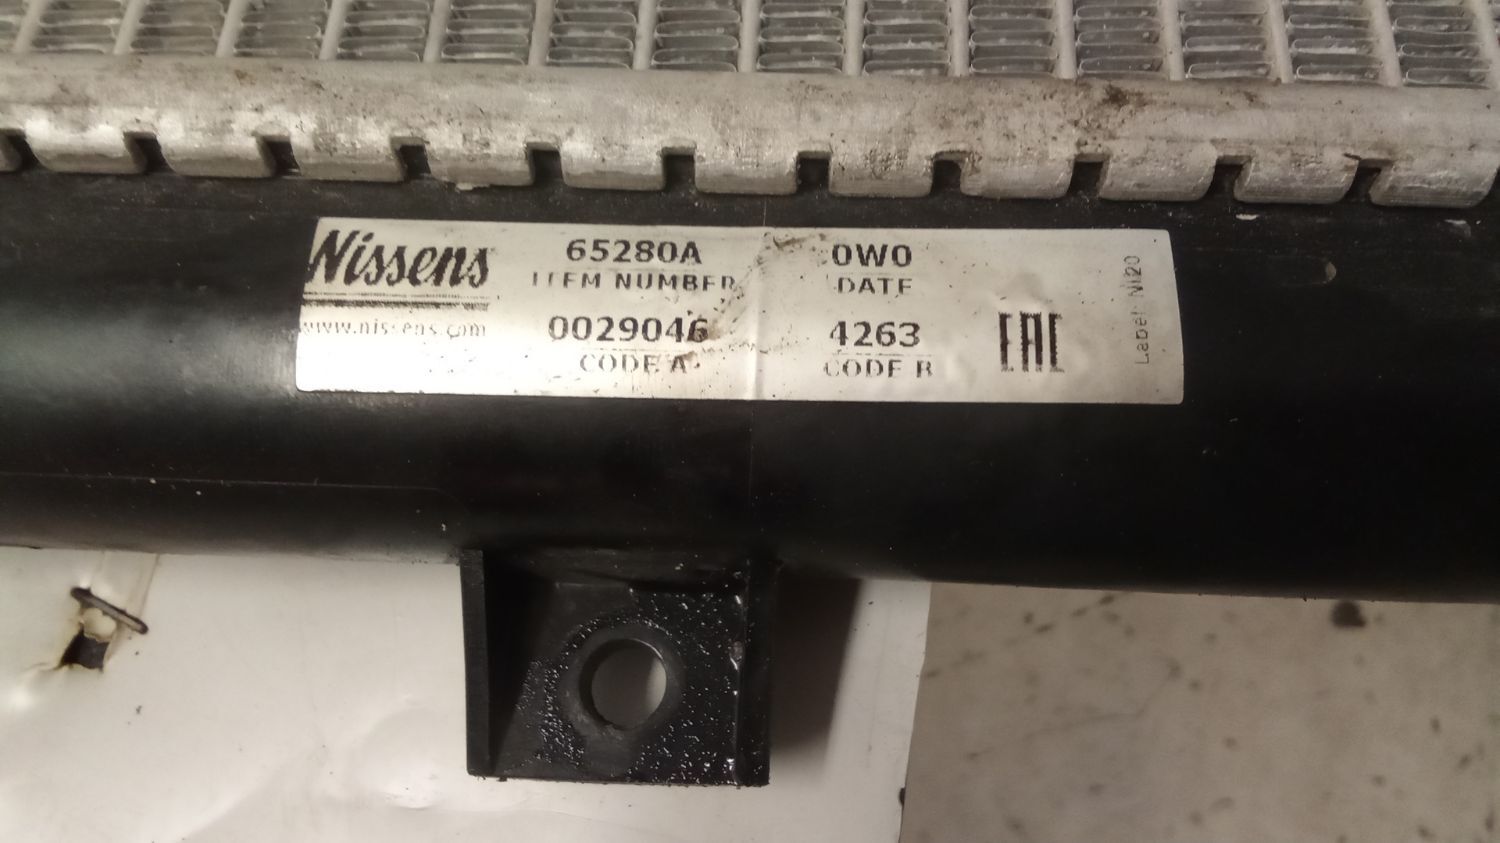 Nissens
www.nissens.com
65280A
ITEM NUMBER
0029046
CODE A
0W0
DATE
4263
CODE B
EAC
Label: NI20